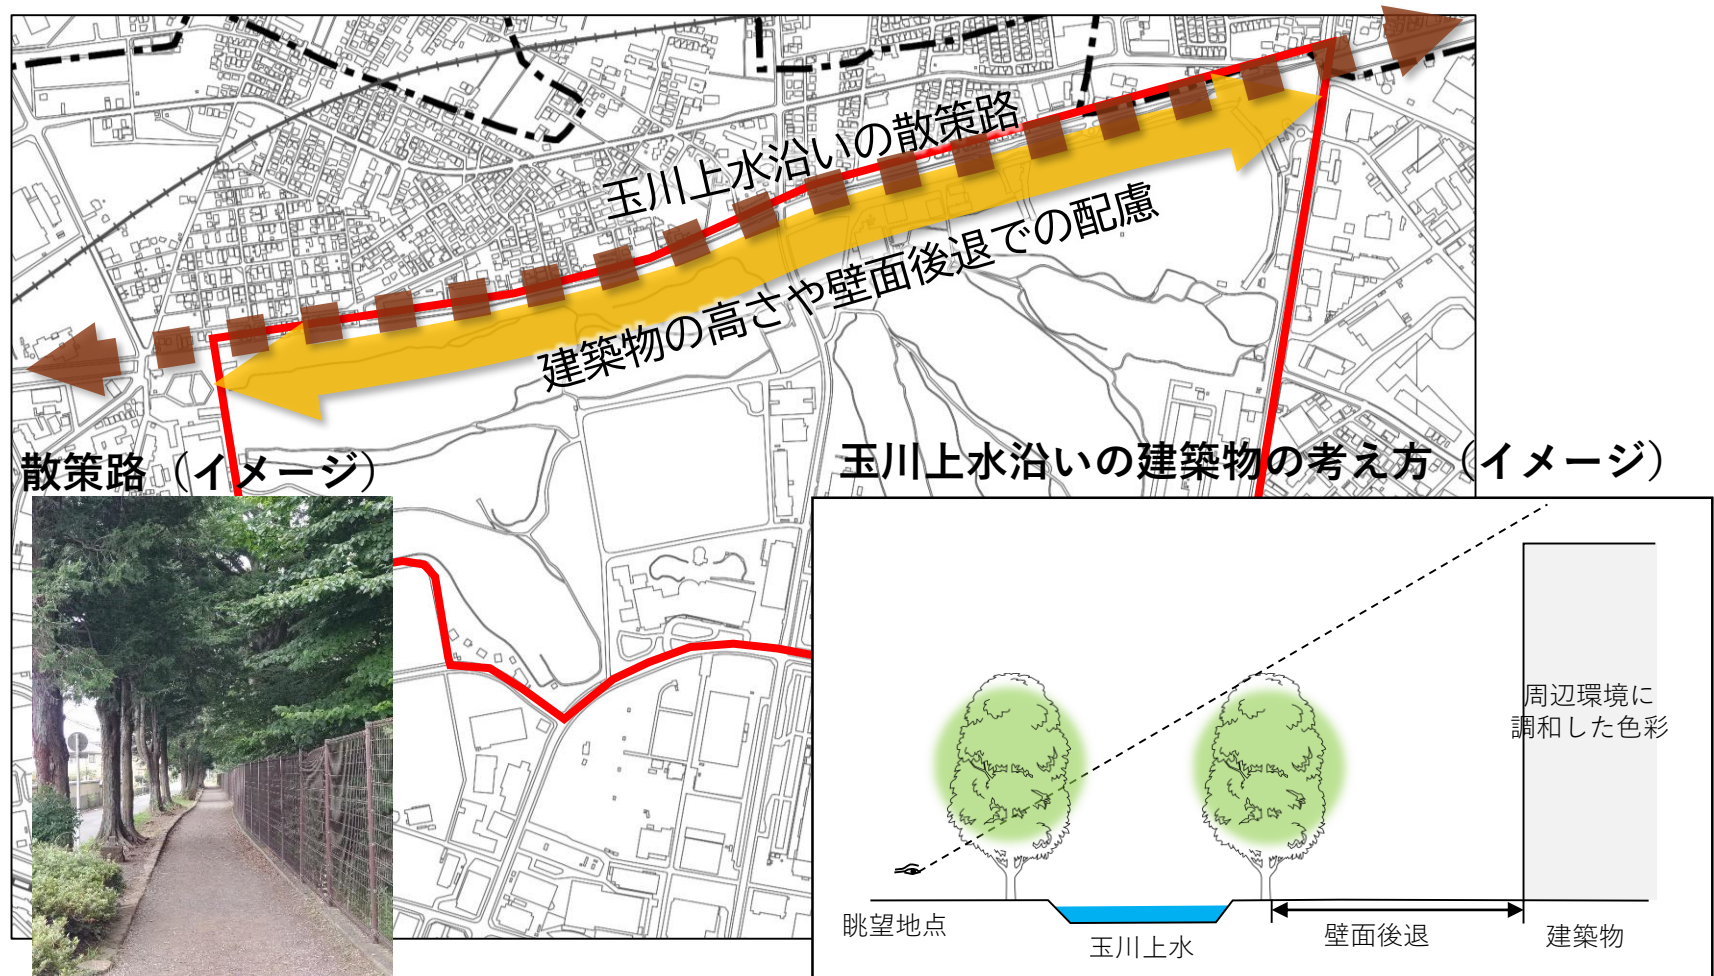 玉川上水沿いの散策路
建築物の高さや壁面後退での配慮
散策路（イメージ）
玉川上水沿いの建築物の考え方（イメージ）
周辺環境に
調和した色彩
眺望地点
玉川上水
壁面後退
建築物